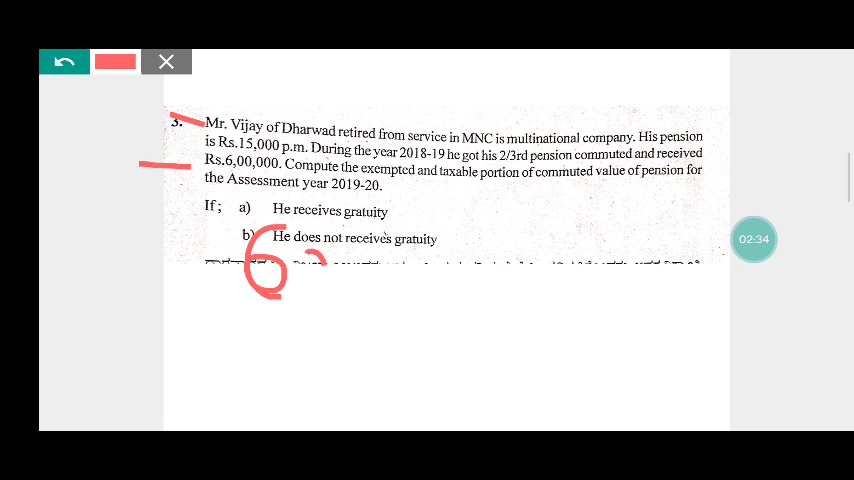 3. Mr. Vijay of Dharwad retired from service in MNC is multinational company. His pension
is Rs.15,000 p.m. During the year 2018-19 he got his 2/3rd pension commuted and received
Rs.6,00,000. Compute the exempted and taxable portion of commuted value of pension for
the Assessment year 2019-20.
If ; a) He receives gratuity
b) He does not receives gratuity
6
02:34